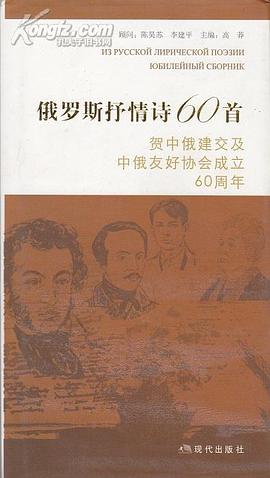 Kongfz.com
孔夫子旧书网
顾问：陈昊苏 李建平 主编：高莽
ИЗ РУССКОЙ ЛИРИЧЕСКОЙ ПОЭЗИИ
ЮБИЛЕЙНЫЙ СБОРНИК
俄罗斯抒情诗60首
贺中俄建交及
中俄友好协会成立
60周年
现代出版社